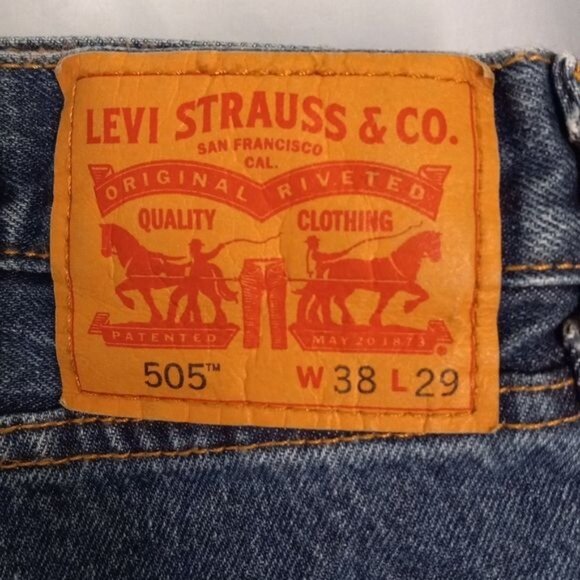 LEVI STRAUSS & CO.
SAN FRANCISCO
CAL.
ORIGINAL RIVETED
QUALITY CLOTHING
PATENTED MAY 20 1873
®
505™ W 38 L 29